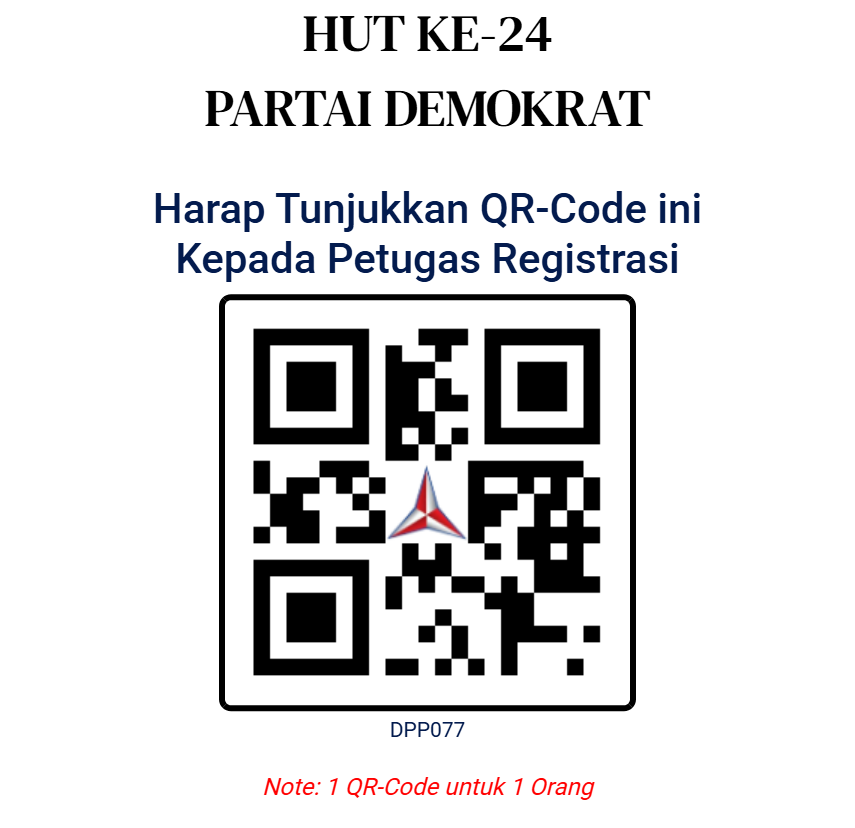 HUT KE-24
PARTAI DEMOKRAT
Harap Tunjukkan QR-Code ini
Kepada Petugas Registrasi
DPP077
Note: 1 QR-Code untuk 1 Orang